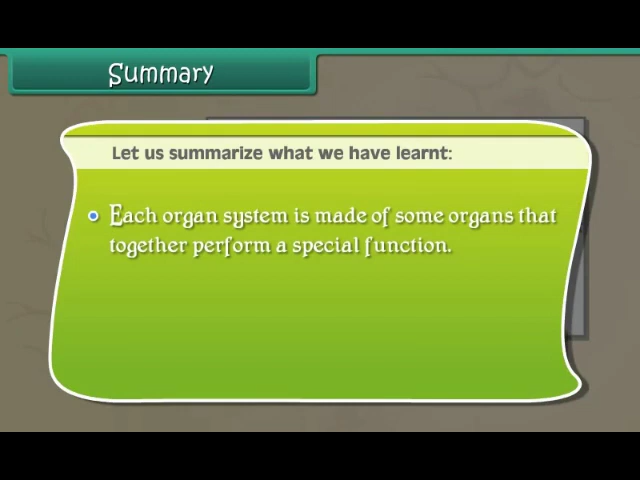 Summary
Let us summarize what we have learnt:
Each organ system is made of some organs that
together perform a special function.